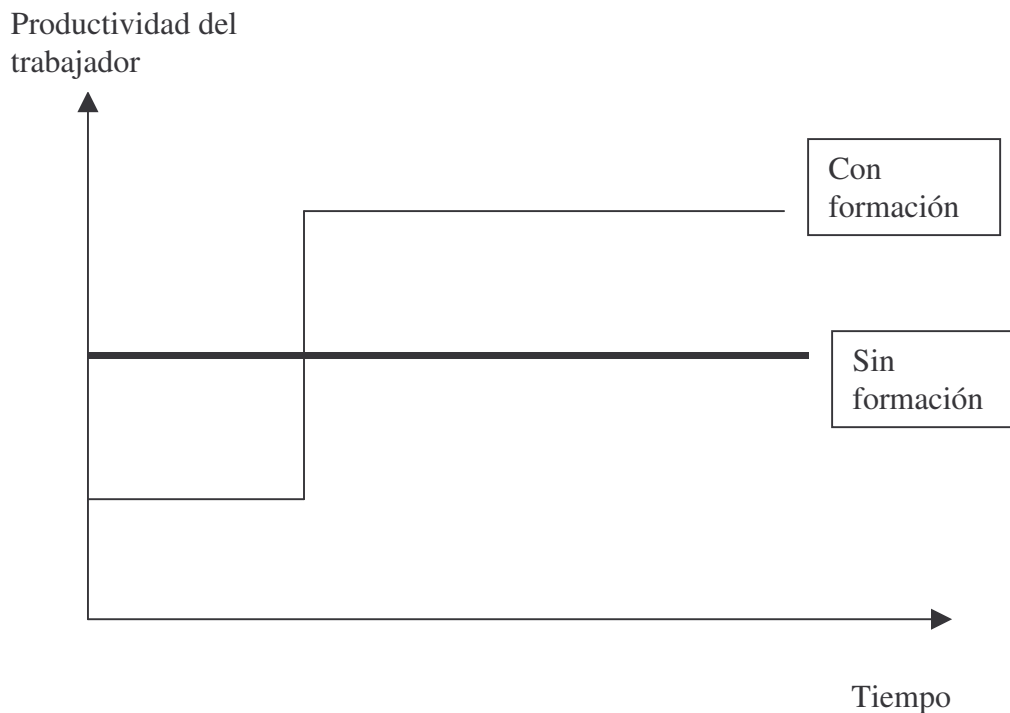 Productividad del
trabajador
Con
formación
Sin
formación
Tiempo